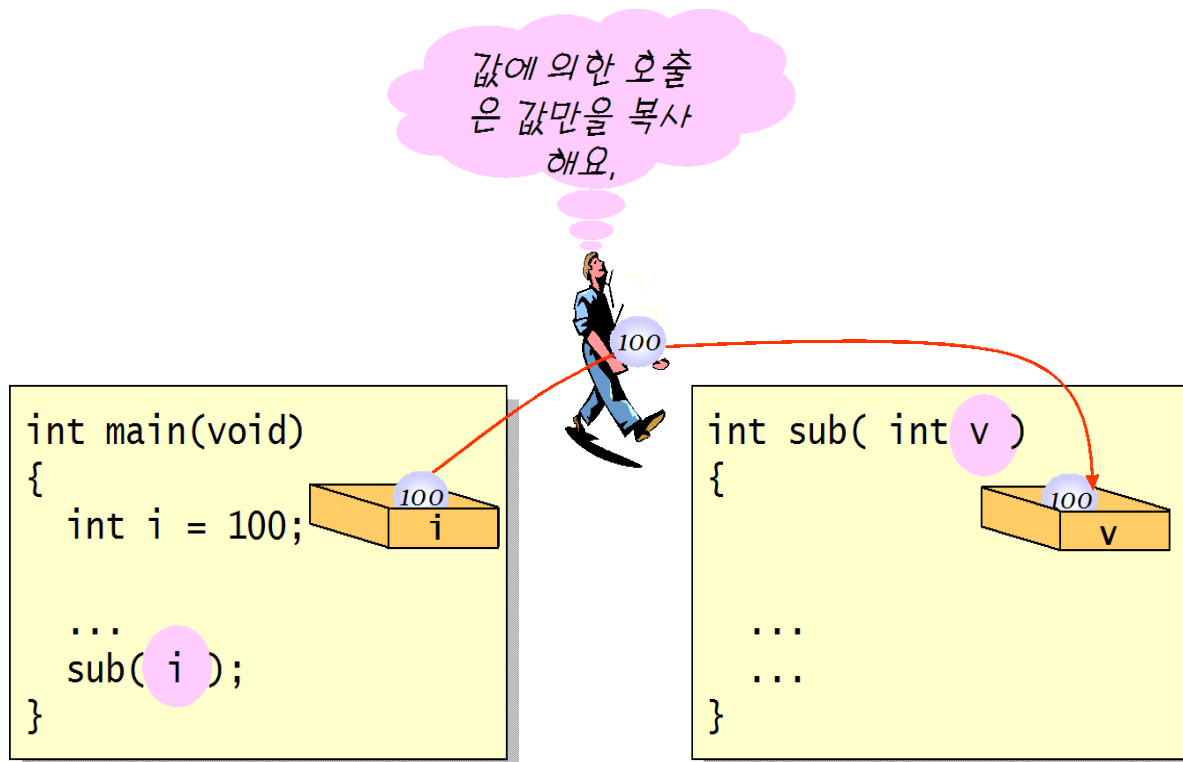 값에 의한 호출
은 값만을 복사
해요.
100
int main(void)
{
100
int i = 100;
i
...
sub( i );
}
int sub( int v )
{
100
v
...
...
}